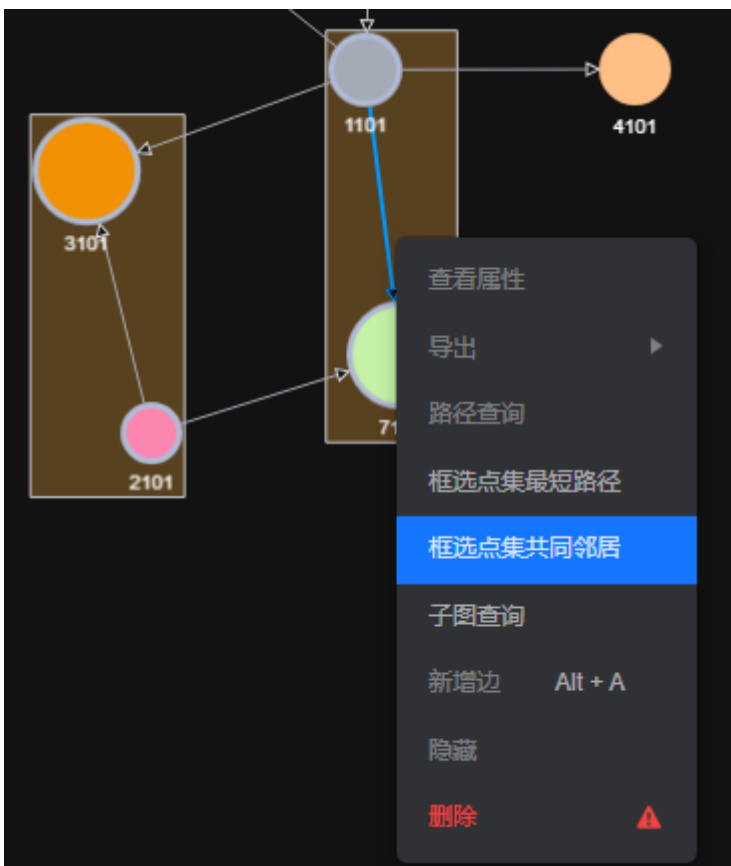 1101
4101
3101
2101
查看属性
导出
路径查询
框选点集最短路径
框选点集共同邻居
子图查询
新增边 Alt + A
隐藏
删除